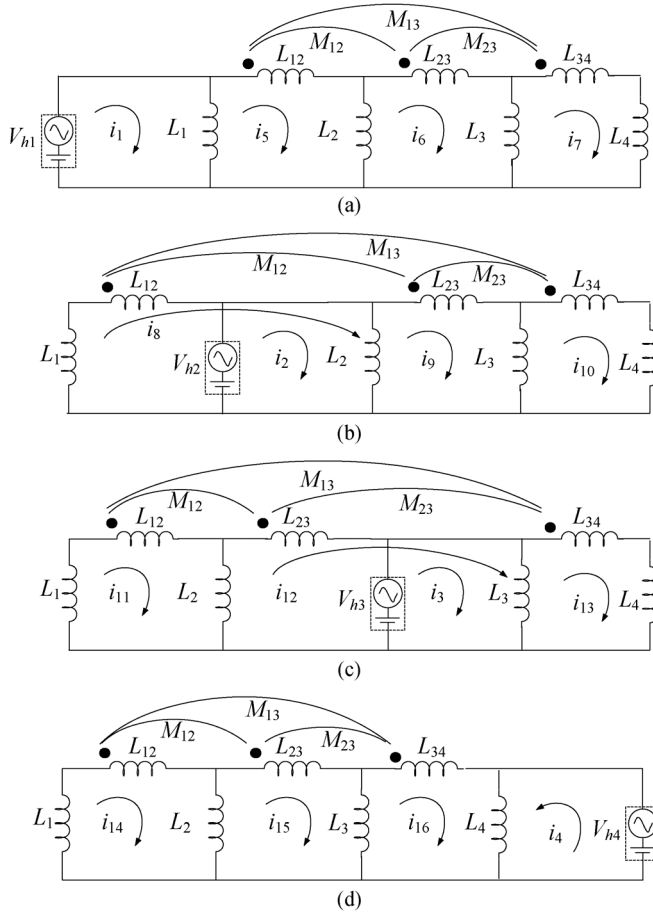 M13
M12 M23
L12 L23 L34
Vh1 i1 L1 i5 L2 i6 L3 i7 L4
(a)
M13
M12 M23
L12 L23 L34
i8
L1 Vh2 i2 L2 i9 L3 i10 L4
(b)
M13
M12 M23
L12 L23 L34
L1 i11 L2 i12 Vh3 i3 L3 i13 L4
(c)
M13
M12 M23
L12 L23 L34
L1 i14 L2 i15 L3 i16 L4 i4 Vh4
(d)